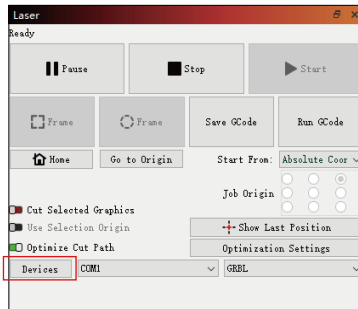 Laser
Ready
Pause
Stop
Start
Frame
Frame
Save GCode
Run GCode
Home
Go to Origin
Start From:
Absolute Coor
Job Origin
Cut Selected Graphics
Use Selection Origin
Show Last Position
Optimize Cut Path
Optimization Settings
Devices
COM1
GRBL